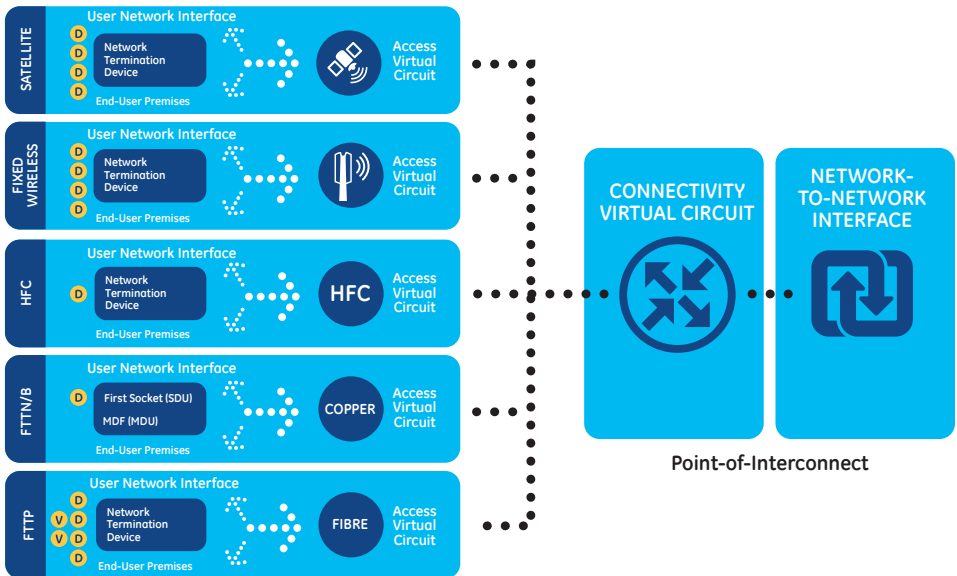 SATELLITE
User Network Interface
D
D
D
D
Network
Termination
Device
End-User Premises
Access
Virtual
Circuit
FIXED
WIRELESS
User Network Interface
D
D
D
D
Network
Termination
Device
End-User Premises
Access
Virtual
Circuit
HFC
User Network Interface
D
Network
Termination
Device
End-User Premises
HFC
Access
Virtual
Circuit
FTTN/B
User Network Interface
D
First Socket (SDU)
MDF (MDU)
End-User Premises
COPPER
Access
Virtual
Circuit
FTTP
User Network Interface
D
V D
V D
D
Network
Termination
Device
End-User Premises
FIBRE
Access
Virtual
Circuit
CONNECTIVITY
VIRTUAL CIRCUIT
NETWORK-
TO-NETWORK
INTERFACE
Point-of-Interconnect